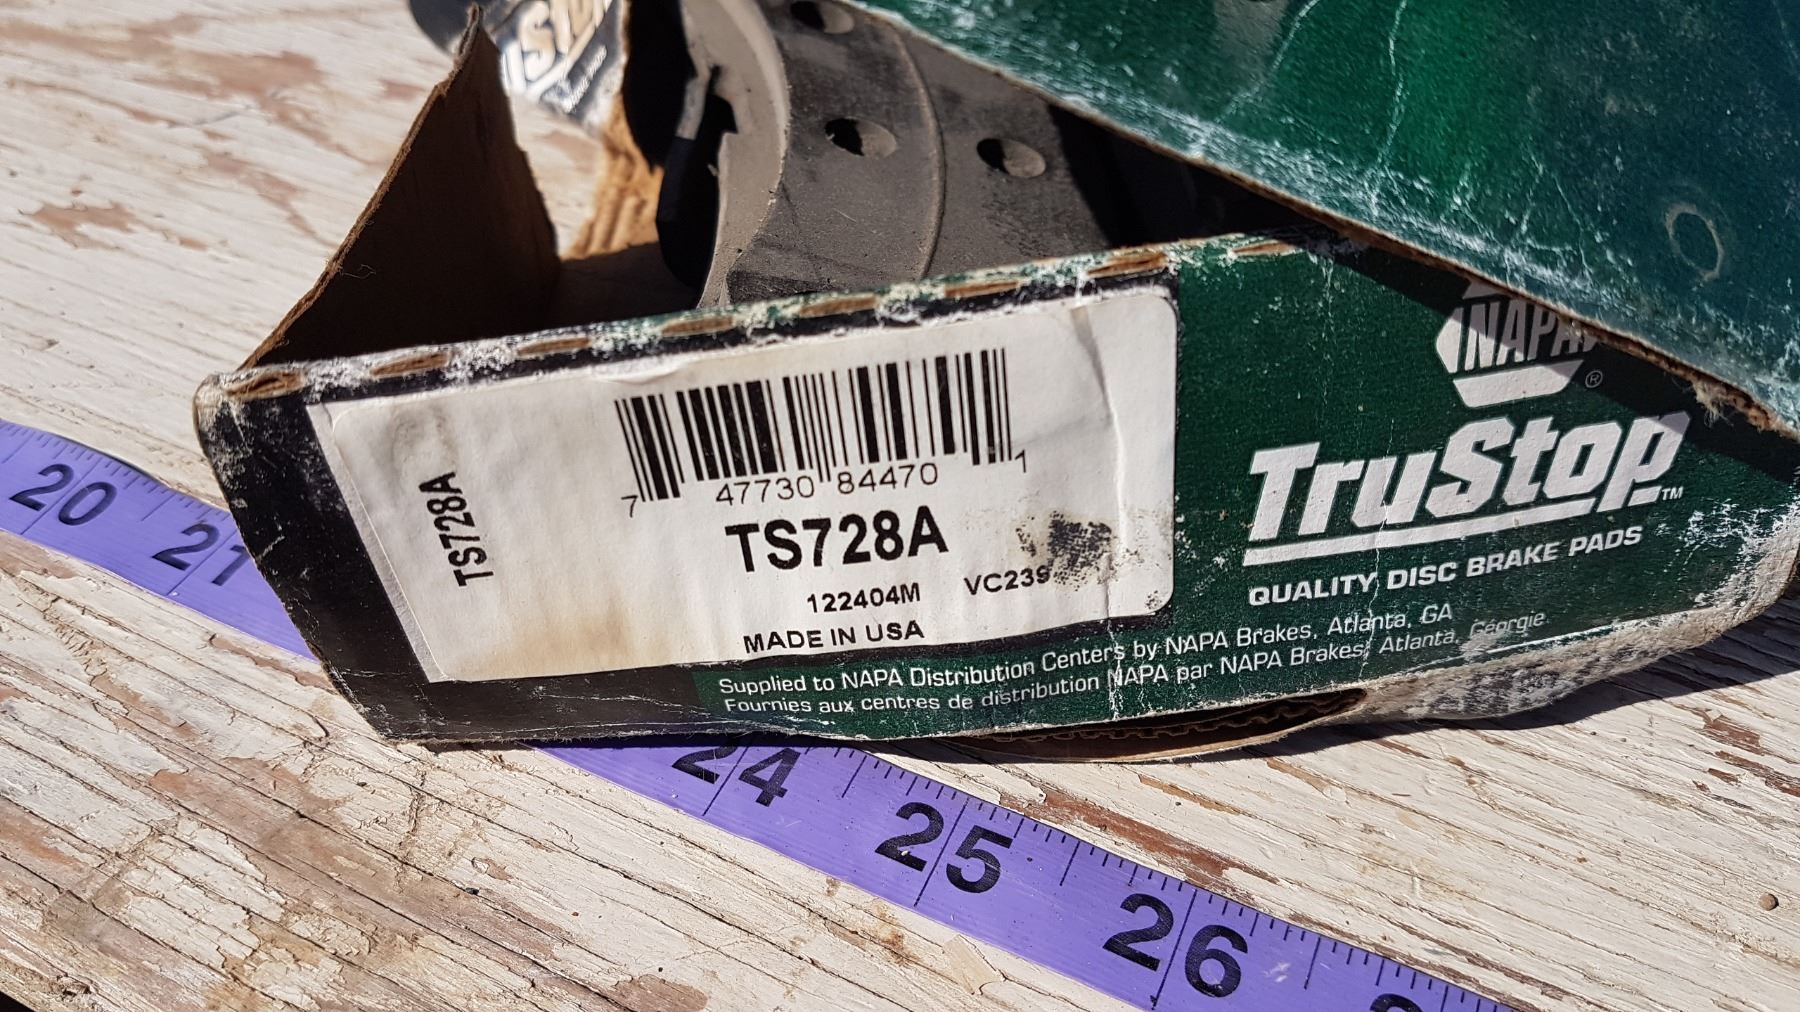 NAPA
®
TruStop™
QUALITY DISC BRAKE PADS
TS728A
7 47730 84470 1
TS728A
122404M VC239
MADE IN USA
Supplied to NAPA Distribution Centers by NAPA Brakes, Atlanta, GA
Fournies aux centres de distribution NAPA par NAPA Brakes, Atlanta, Géorgie
20
21
24
25
26